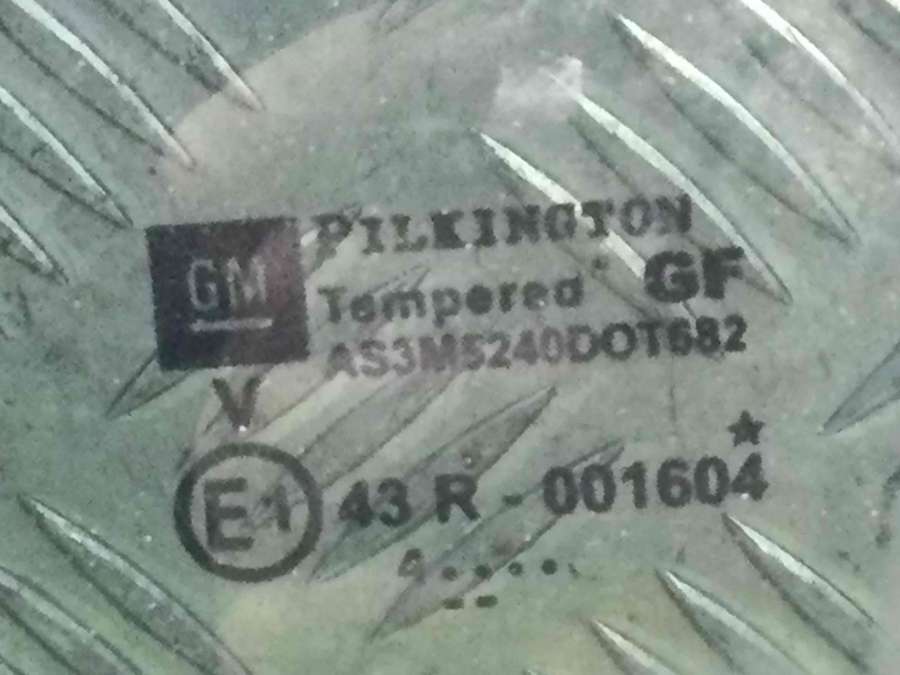 GM
PILKINGTON
Tempered GF
AS3M5240DOT682
V
E1 43 R - 001604